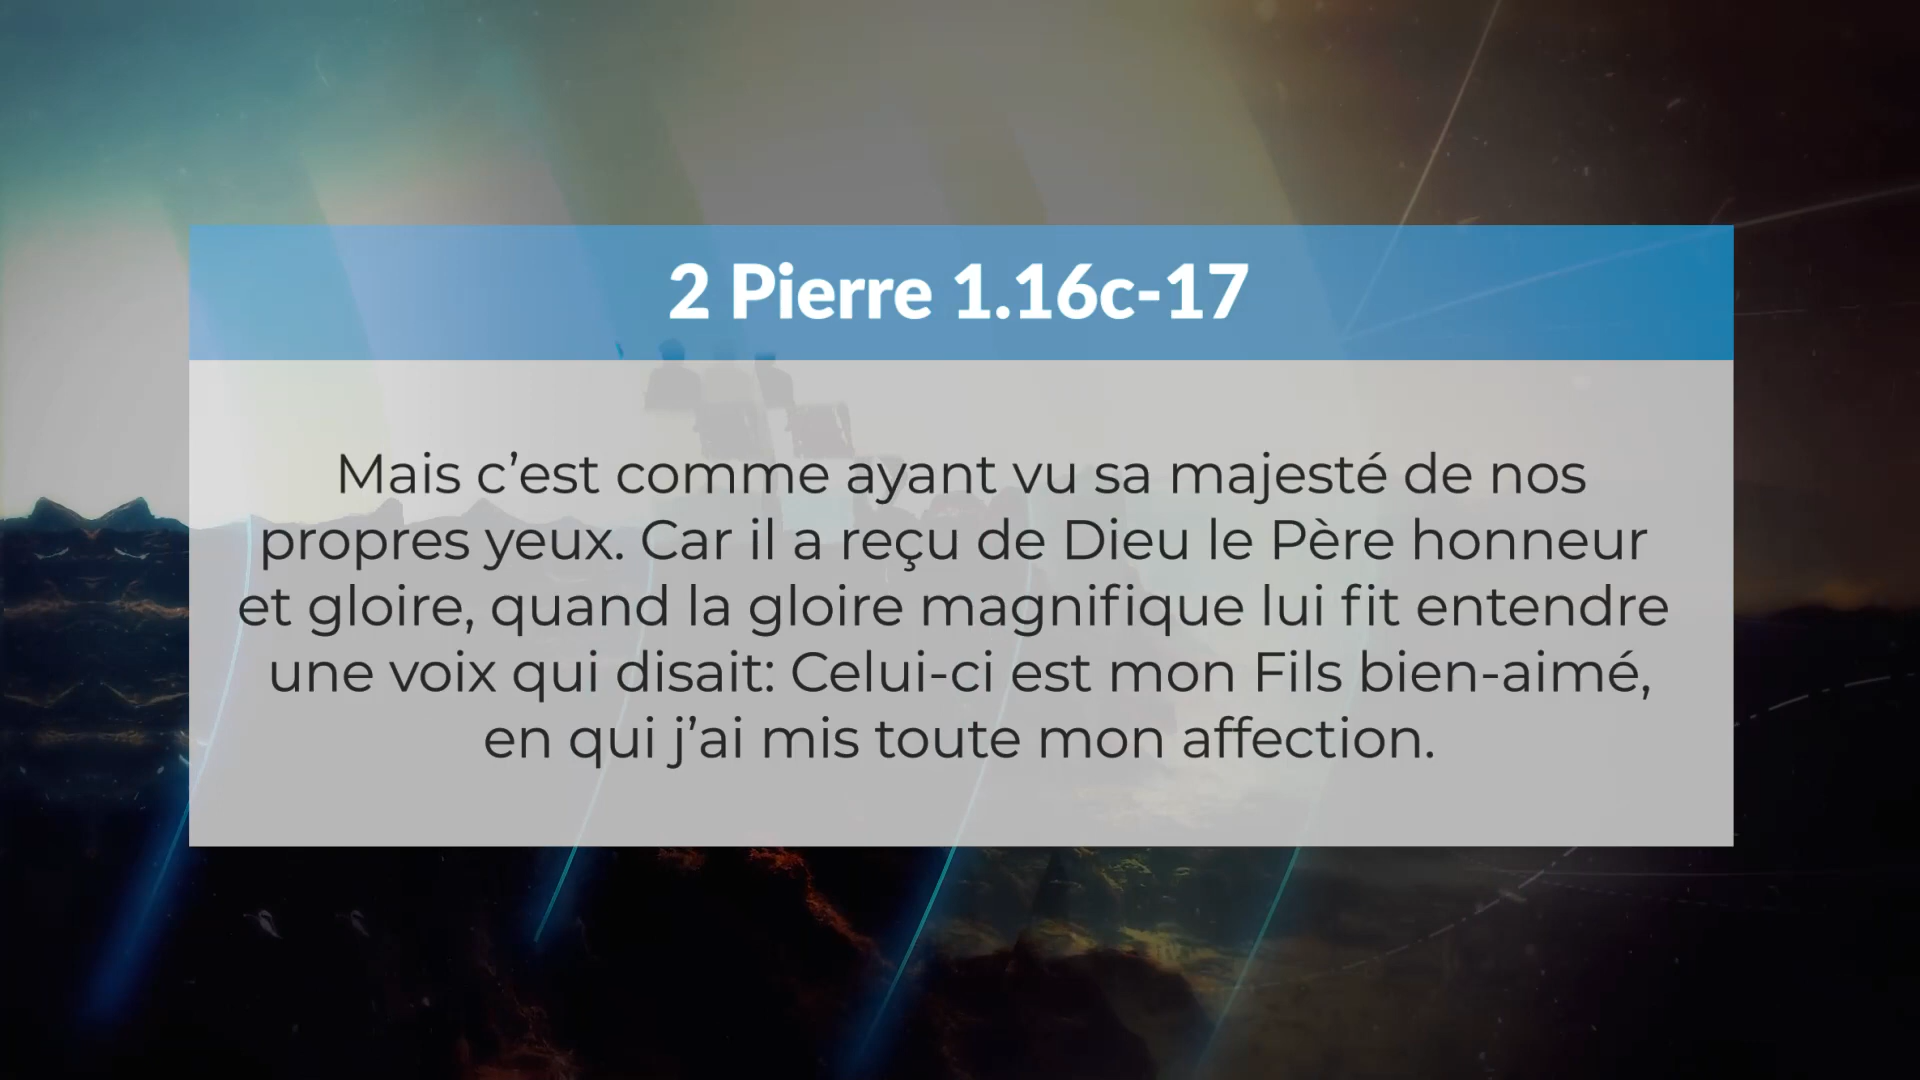 2 Pierre 1.16c-17
Mais c’est comme ayant vu sa majesté de nos
propres yeux. Car il a reçu de Dieu le Père honneur
et gloire, quand la gloire magnifique lui fit entendre
une voix qui disait: Celui-ci est mon Fils bien-aimé,
en qui j’ai mis toute mon affection.